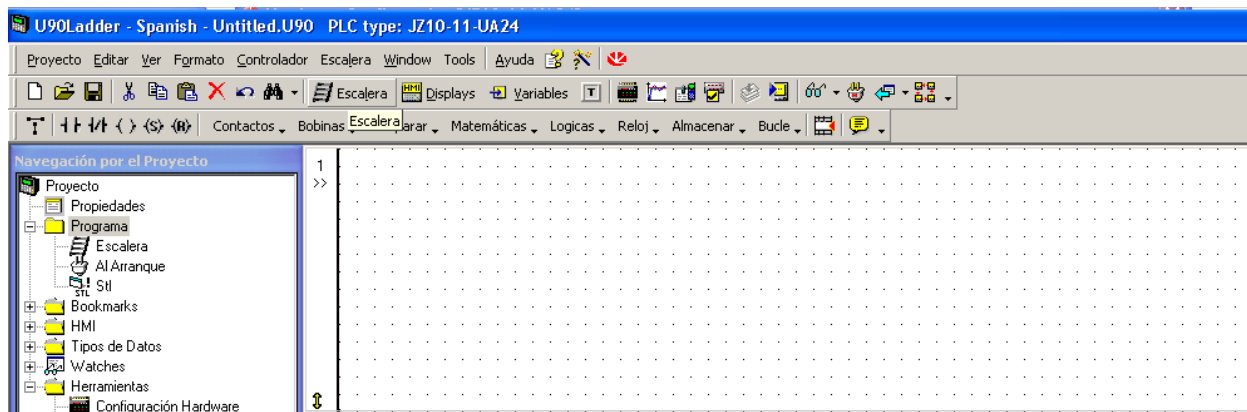 U90Ladder - Spanish - Untitled.U90 PLC type: JZ10-11-UA24
Proyecto Editar Ver Formato Controlador Escalera Window Tools Ayuda
Escalera HMI Displays Variables T
T (S) (R) Contactos Bobinas Escalera arar Matemáticas Logicas Reloj Almacenar Bucle
Navegación por el Proyecto
1
>>
Proyecto
Propiedades
Programa
Escalera
Al Arranque
STL Stl
Bookmarks
HMI
Tipos de Datos
Watches
Herramientas
Configuración Hardware